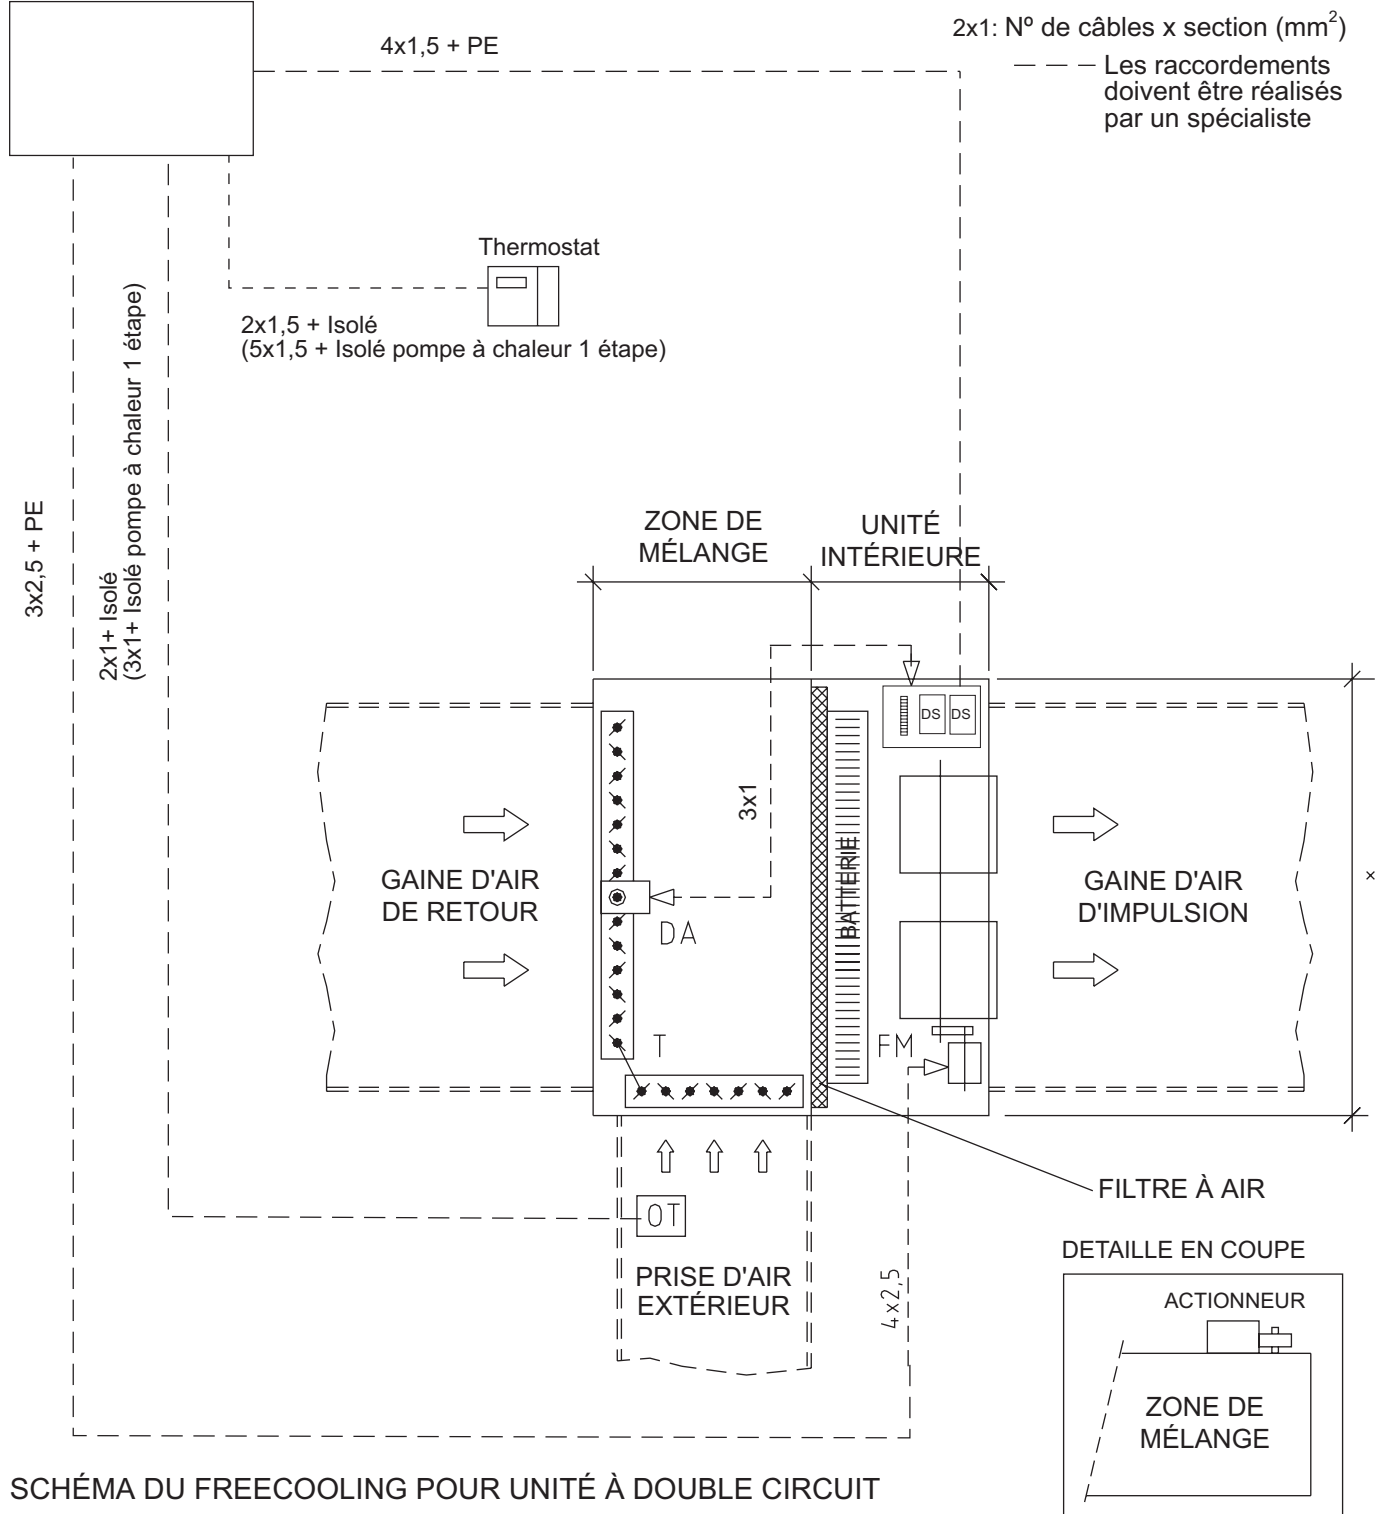 4x1,5 + PE
2x1: Nº de câbles x section (mm²)
Les raccordements
doivent être réalisés
par un spécialiste
Thermostat
2x1,5 + Isolé
(5x1,5 + Isolé pompe à chaleur 1 étape)
3x2,5 + PE
2x1+ Isolé
(3x1+ Isolé pompe à chaleur 1 étape)
ZONE DE
MÉLANGE
UNITÉ
INTÉRIEURE
DS
DS
3x1
BATTERIE
GAINE D'AIR
DE RETOUR
DA
GAINE D'AIR
D'IMPULSION
x
T
FM
FILTRE À AIR
OT
PRISE D'AIR
EXTÉRIEUR
4x2,5
DETAILLE EN COUPE
ACTIONNEUR
ZONE DE
MÉLANGE
SCHÉMA DU FREECOOLING POUR UNITÉ À DOUBLE CIRCUIT